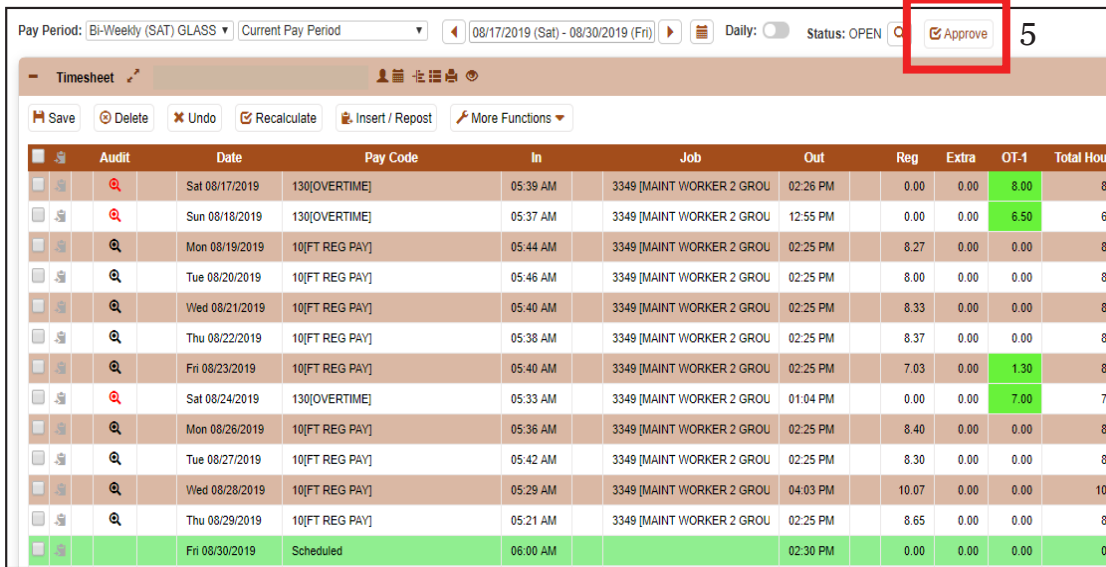 Pay Period: Bi-Weekly (SAT) GLASS Current Pay Period 08/17/2019 (Sat) - 08/30/2019 (Fri) Daily: Status: OPEN Approve 5
Timesheet
Save Delete Undo Recalculate Insert / Repost More Functions
Audit Date Pay Code In Job Out Reg Extra OT-1 Total Hou
Sat 08/17/2019 130[OVERTIME] 05:39 AM 3349 [MAINT WORKER 2 GROU 02:26 PM 0.00 0.00 8.00 8
Sun 08/18/2019 130[OVERTIME] 05:37 AM 3349 [MAINT WORKER 2 GROU 12:55 PM 0.00 0.00 6.50 6
Mon 08/19/2019 10[FT REG PAY] 05:44 AM 3349 [MAINT WORKER 2 GROU 02:25 PM 8.27 0.00 0.00 8
Tue 08/20/2019 10[FT REG PAY] 05:46 AM 3349 [MAINT WORKER 2 GROU 02:25 PM 8.00 0.00 0.00 8
Wed 08/21/2019 10[FT REG PAY] 05:40 AM 3349 [MAINT WORKER 2 GROU 02:25 PM 8.33 0.00 0.00 8
Thu 08/22/2019 10[FT REG PAY] 05:38 AM 3349 [MAINT WORKER 2 GROU 02:25 PM 8.37 0.00 0.00 8
Fri 08/23/2019 10[FT REG PAY] 05:40 AM 3349 [MAINT WORKER 2 GROU 02:25 PM 7.03 0.00 1.30 8
Sat 08/24/2019 130[OVERTIME] 05:33 AM 3349 [MAINT WORKER 2 GROU 01:04 PM 0.00 0.00 7.00 7
Mon 08/26/2019 10[FT REG PAY] 05:36 AM 3349 [MAINT WORKER 2 GROU 02:25 PM 8.40 0.00 0.00 8
Tue 08/27/2019 10[FT REG PAY] 05:42 AM 3349 [MAINT WORKER 2 GROU 02:25 PM 8.30 0.00 0.00 8
Wed 08/28/2019 10[FT REG PAY] 05:29 AM 3349 [MAINT WORKER 2 GROU 04:03 PM 10.07 0.00 0.00 10
Thu 08/29/2019 10[FT REG PAY] 05:21 AM 3349 [MAINT WORKER 2 GROU 02:25 PM 8.65 0.00 0.00 8
Fri 08/30/2019 Scheduled 06:00 AM 02:30 PM 0.00 0.00 0.00 0